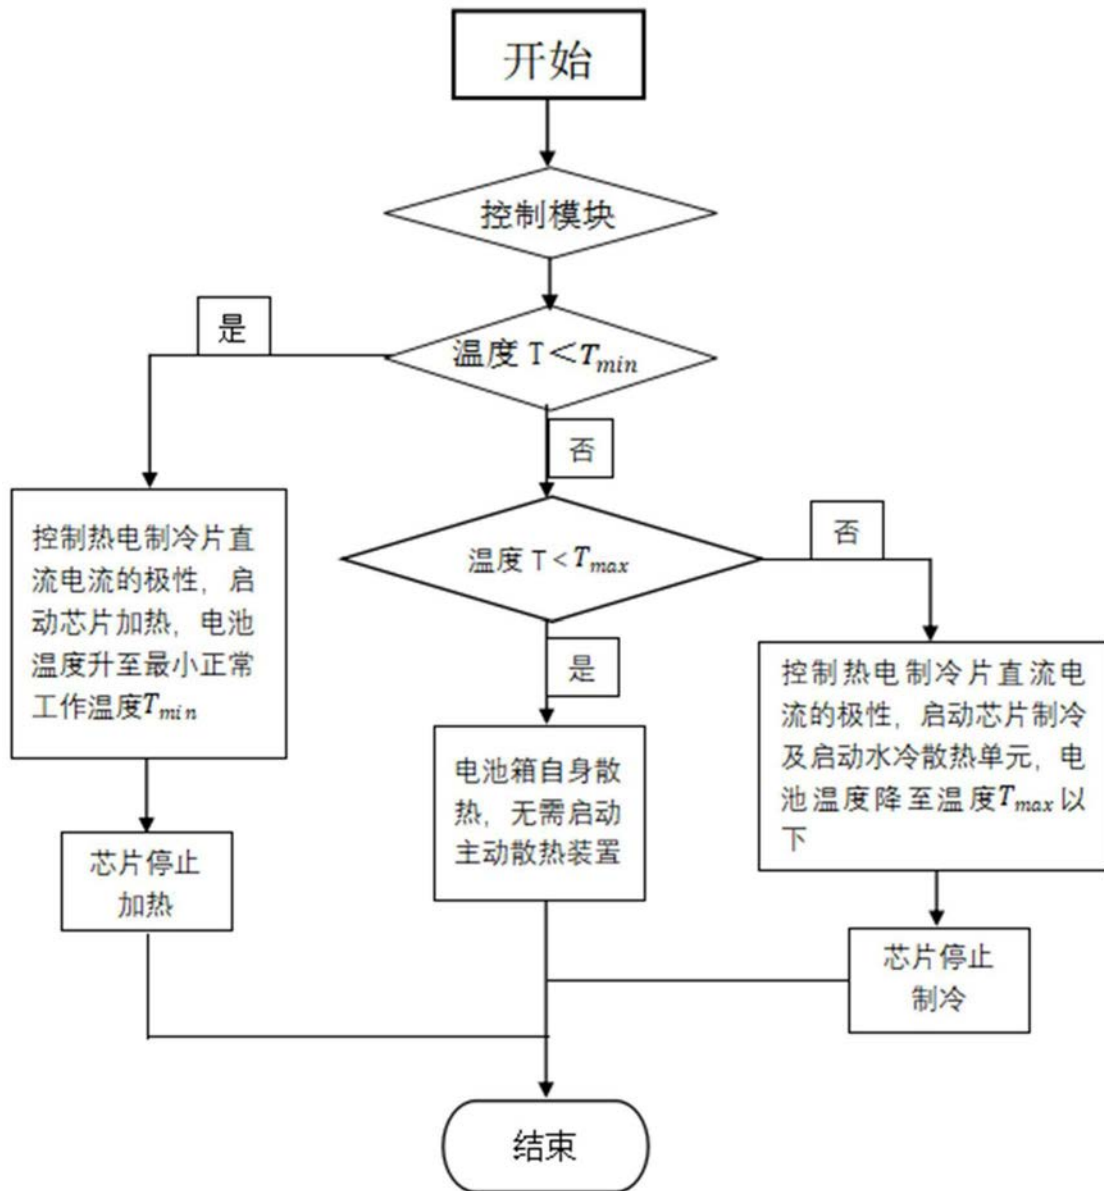 开始
控制模块
是
温度 T＜T_min
否
温度 T < T_max
否
控制热电制冷片直
流电流的极性，启
动芯片加热，电池
温度升至最小正常
工作温度T_min
是
控制热电制冷片直流电
流的极性，启动芯片制冷
及启动水冷散热单元，电
池温度降至温度T_max以
下
电池箱自身散
热，无需启动
主动散热装置
芯片停止
加热
芯片停止
制冷
结束